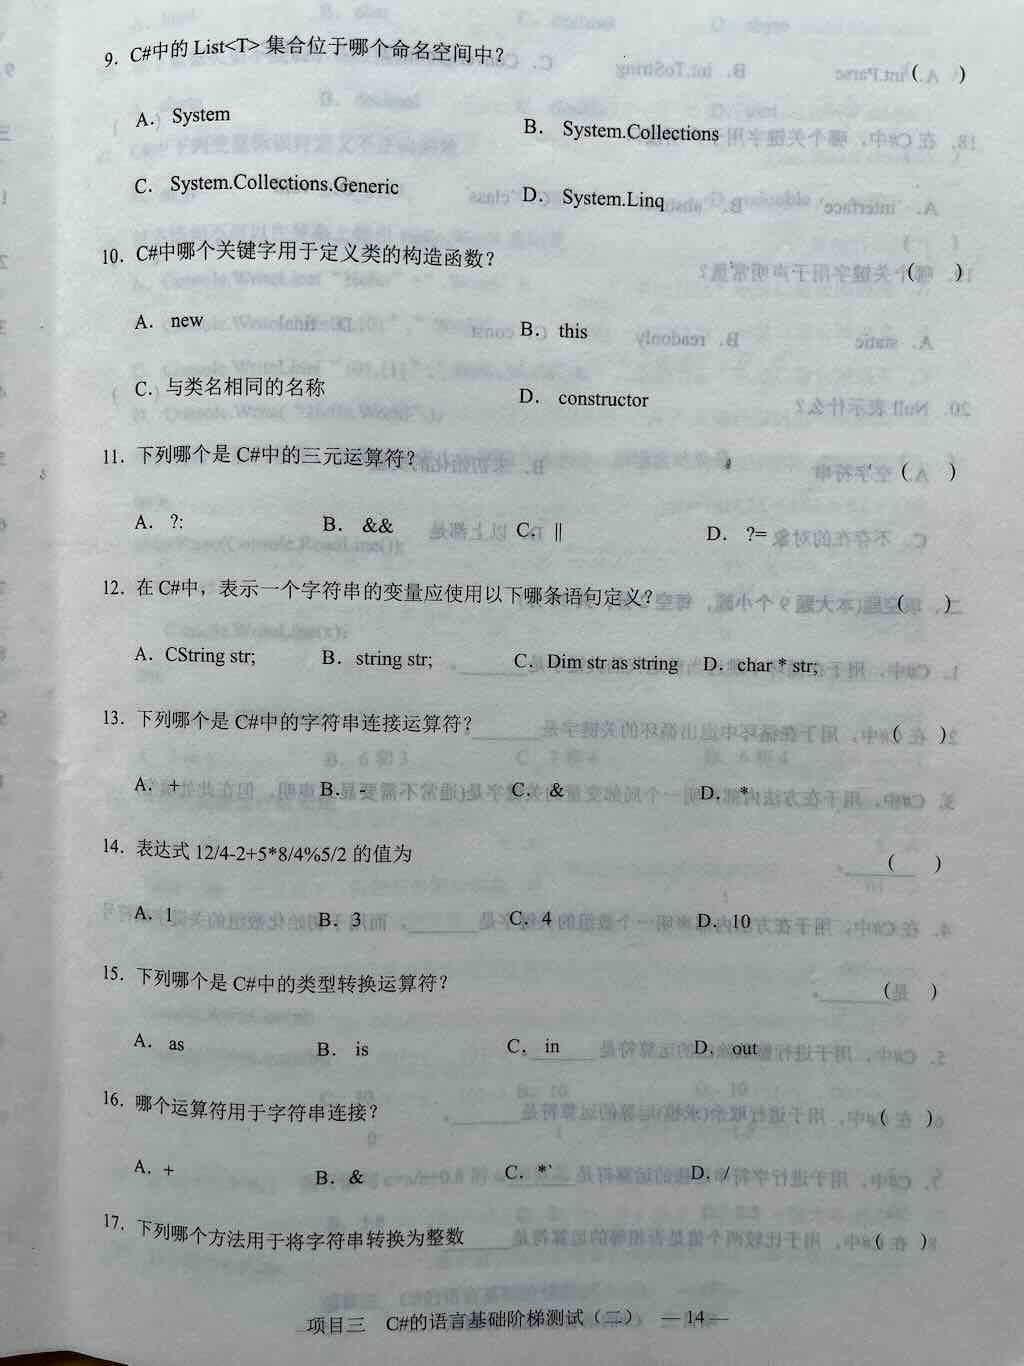 9. C#中的 List<T> 集合位于哪个命名空间中? ( )
A. System B. System.Collections
C. System.Collections.Generic D. System.Linq
10. C#中哪个关键字用于定义类的构造函数? ( )
A. new B. this
C. 与类名相同的名称 D. constructor
11. 下列哪个是 C#中的三元运算符? ( )
A. ?: B. && C. || D. ?=
12. 在 C#中，表示一个字符串的变量应使用以下哪条语句定义? ( )
A. CString str; B. string str; C. Dim str as string D. char * str;
13. 下列哪个是 C#中的字符串连接运算符? ( )
A. + B. - C. & D. *
14. 表达式 12/4-2+5*8/4%5/2 的值为 ( )
A. 1 B. 3 C. 4 D. 10
15. 下列哪个是 C#中的类型转换运算符? ( )
A. as B. is C. in D. out
16. 哪个运算符用于字符串连接? ( )
A. + B. & C. *` D. /
17. 下列哪个方法用于将字符串转换为整数 ( )
项目三 C#的语言基础阶梯测试（二） — 14 —